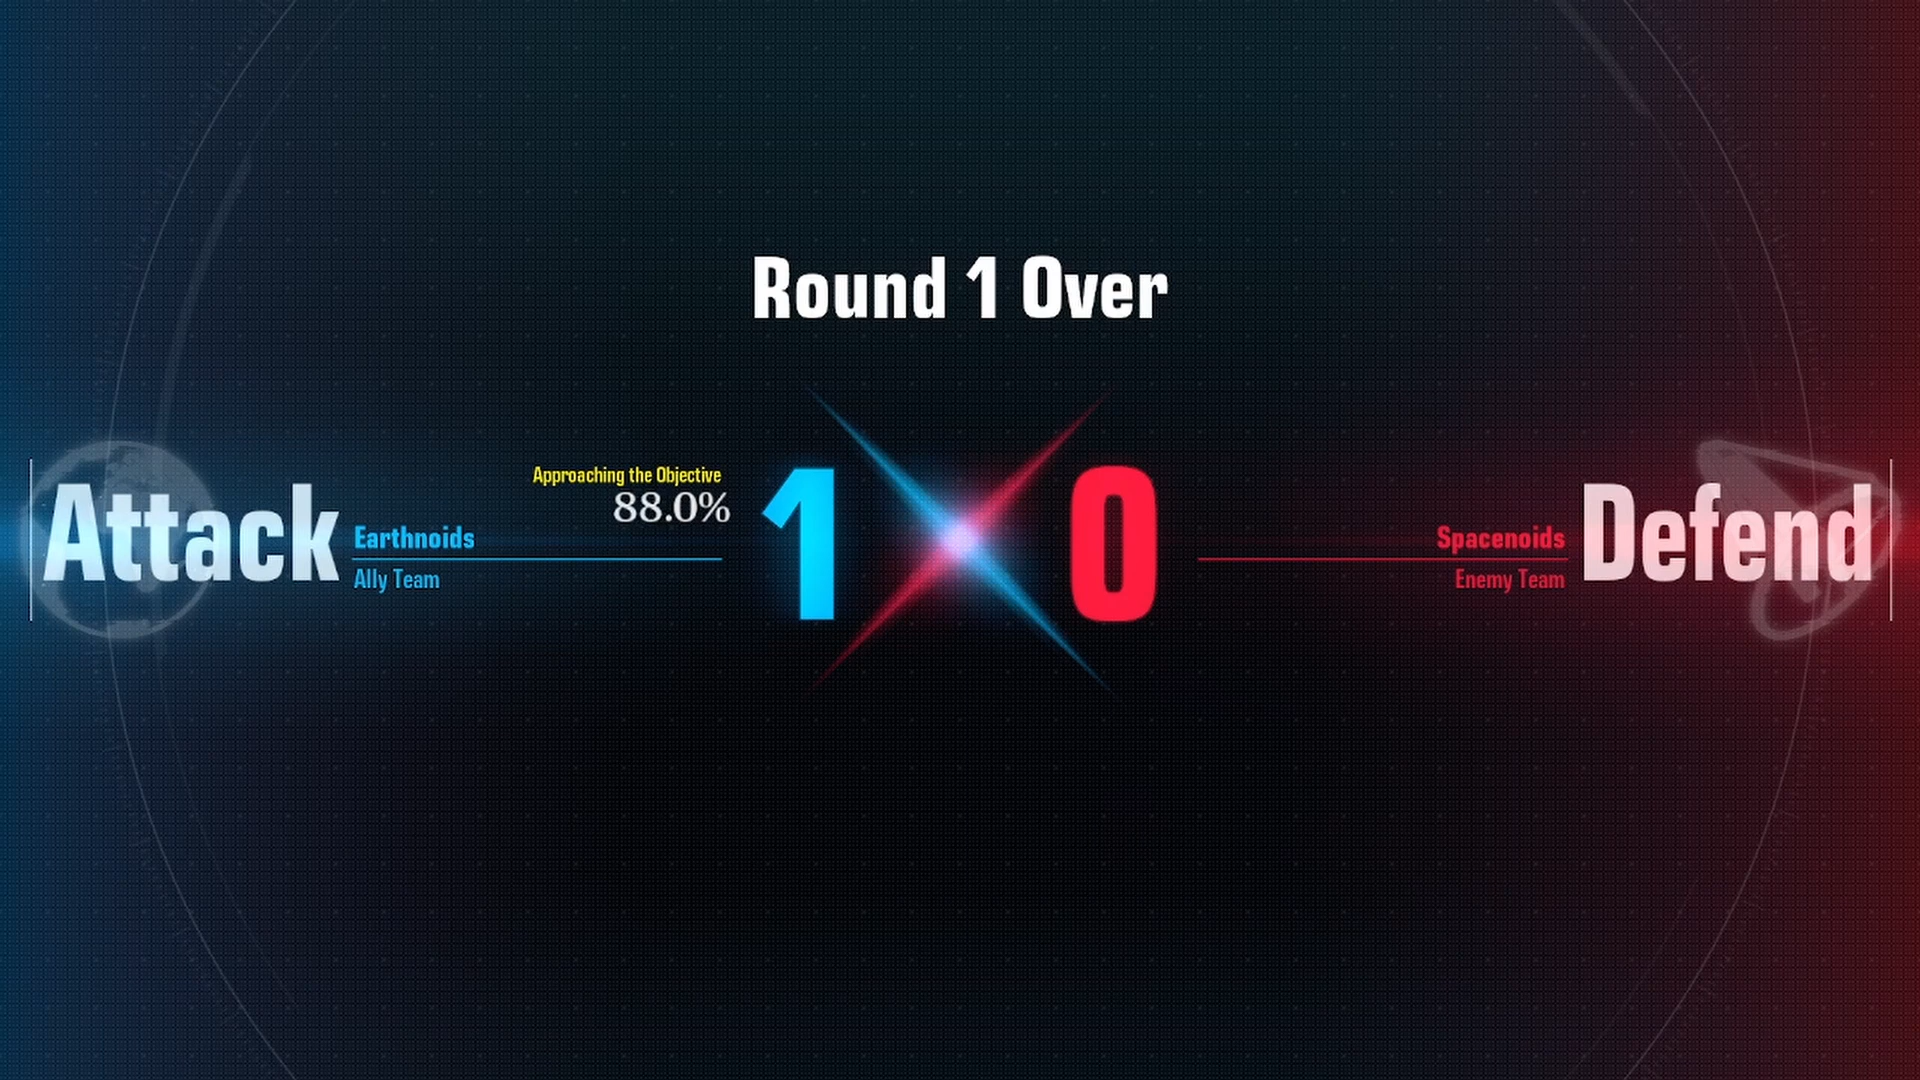 Round 1 Over
Attack
Earthnoids
Ally Team
Approaching the Objective
88.0%
1
0
Spacenoids
Enemy Team
Defend